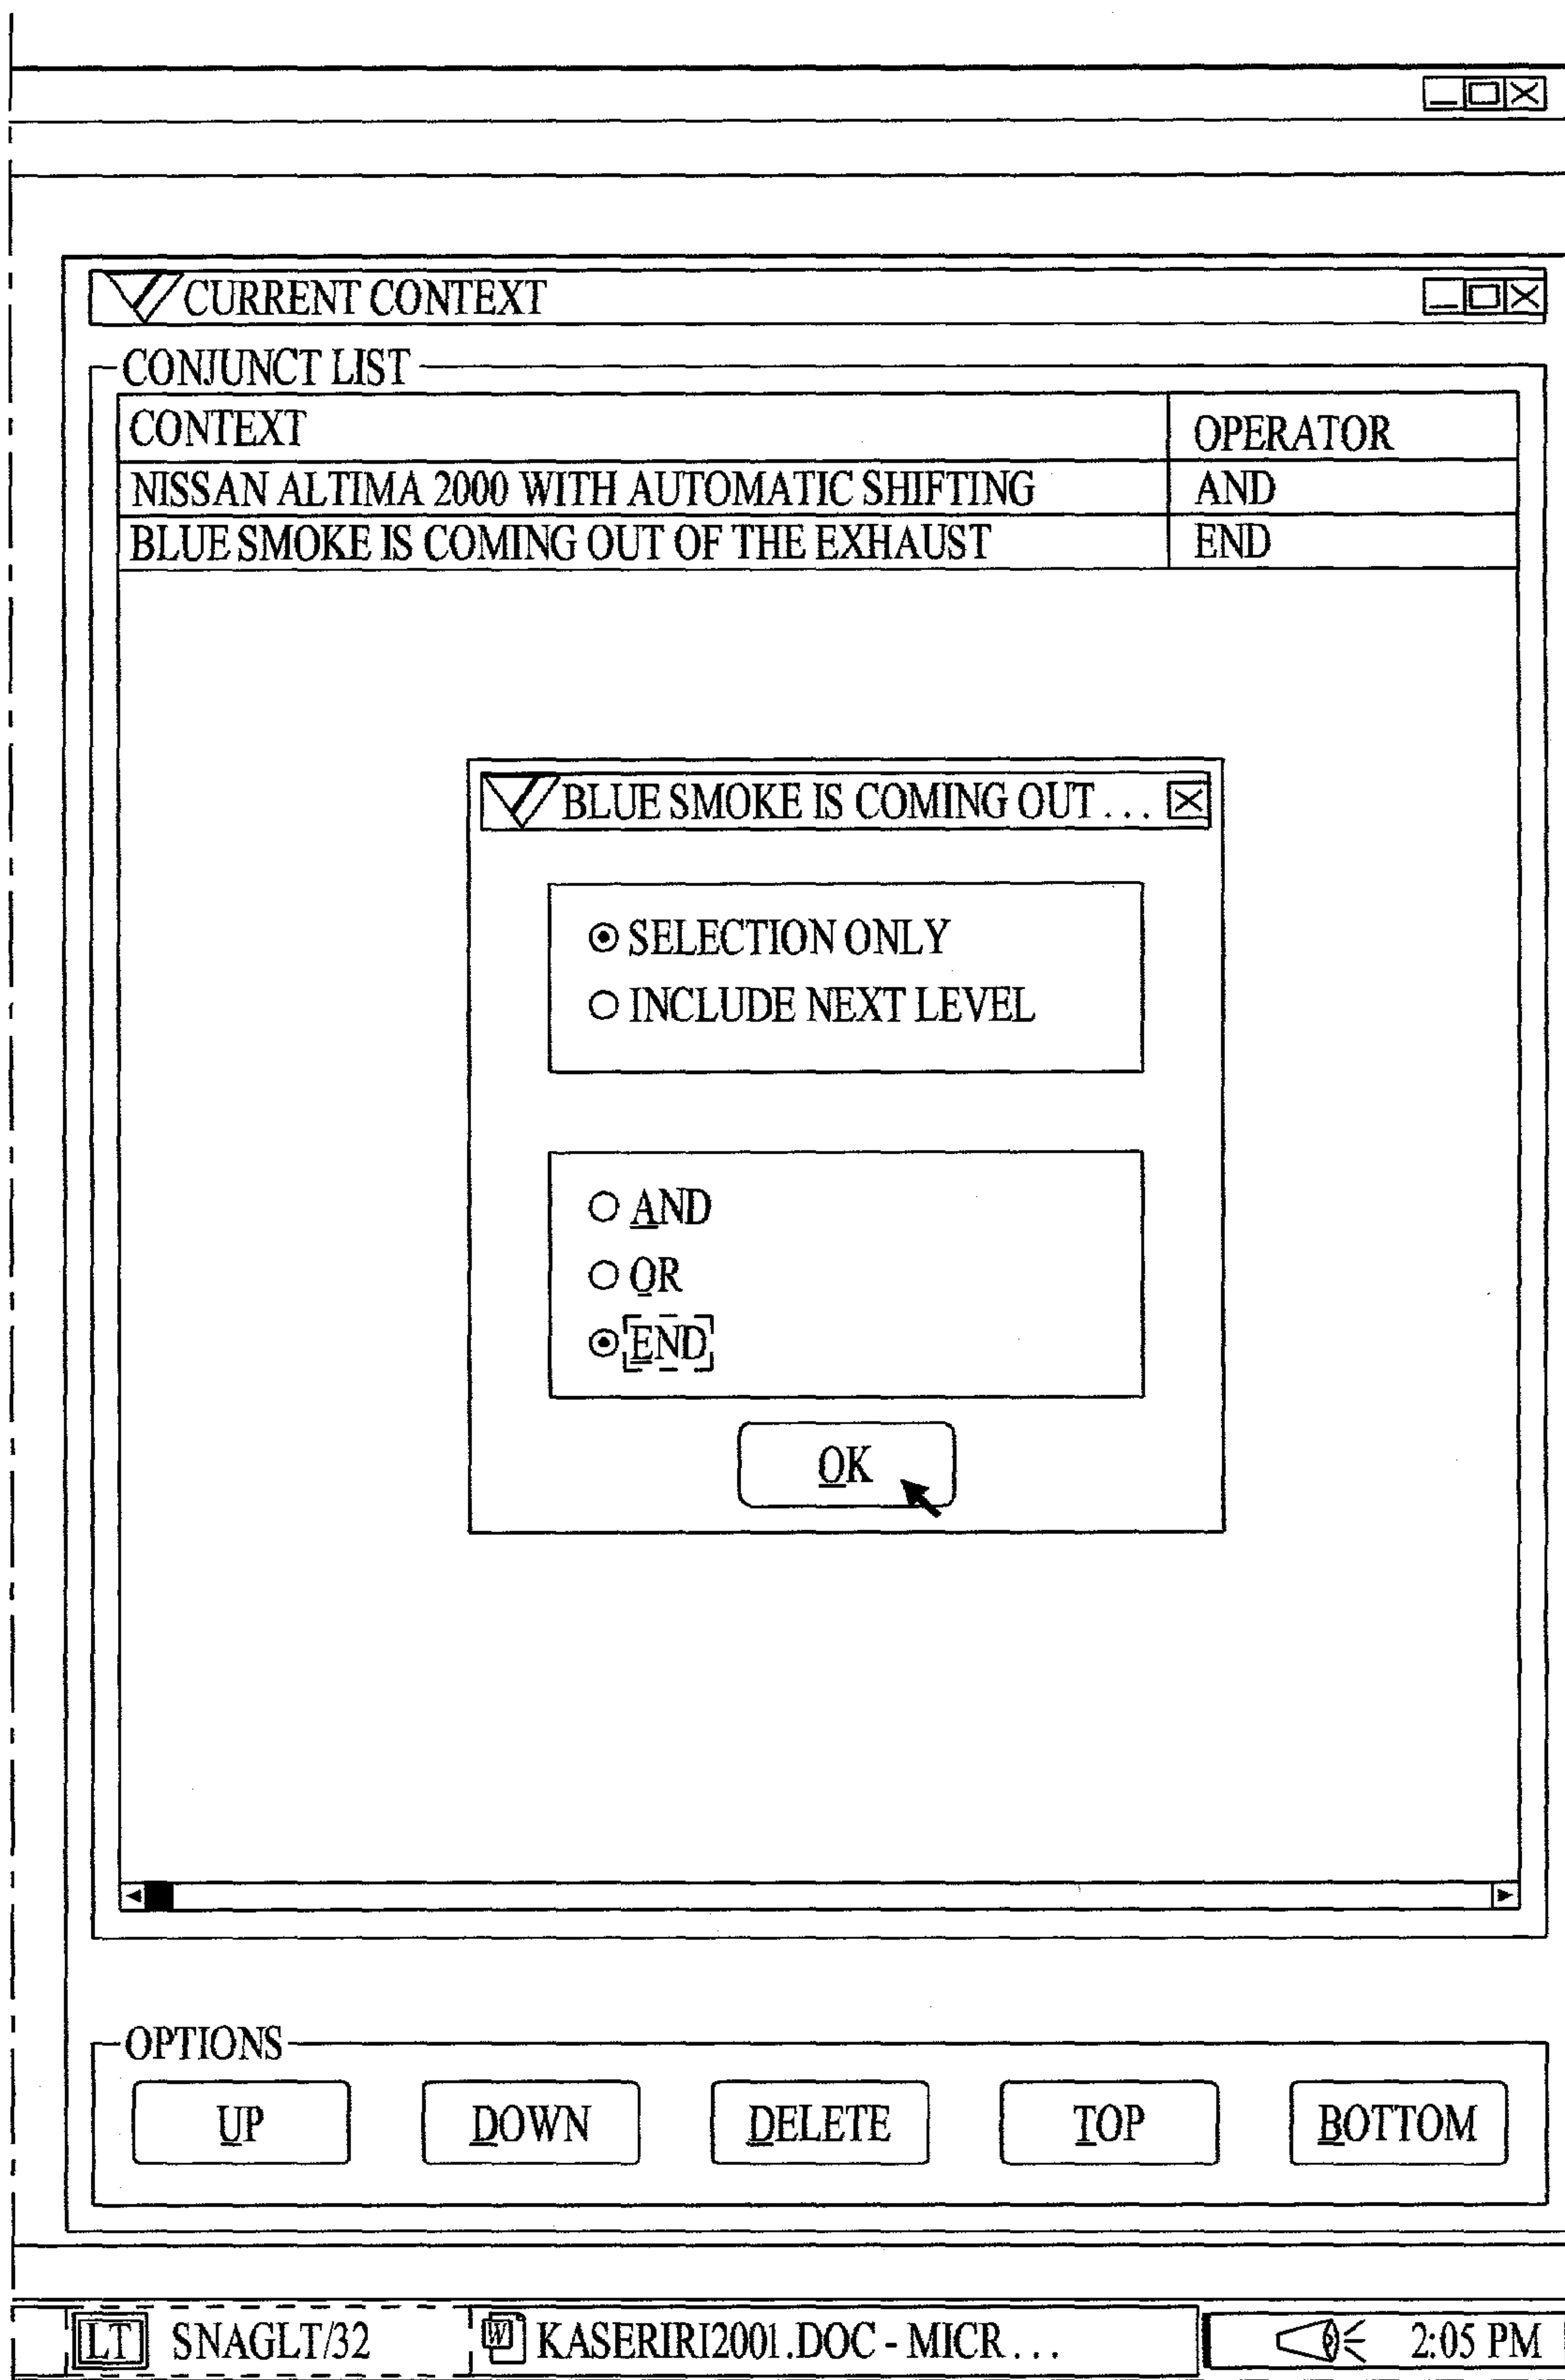 CURRENT CONTEXT
CONJUNCT LIST
CONTEXT OPERATOR
NISSAN ALTIMA 2000 WITH AUTOMATIC SHIFTING AND
BLUE SMOKE IS COMING OUT OF THE EXHAUST END
BLUE SMOKE IS COMING OUT . . .
SELECTION ONLY
INCLUDE NEXT LEVEL
AND
OR
END
OK
OPTIONS
UP DOWN DELETE TOP BOTTOM
LT SNAGLT/32 W KASERIRI2001.DOC - MICR . . . 2:05 PM